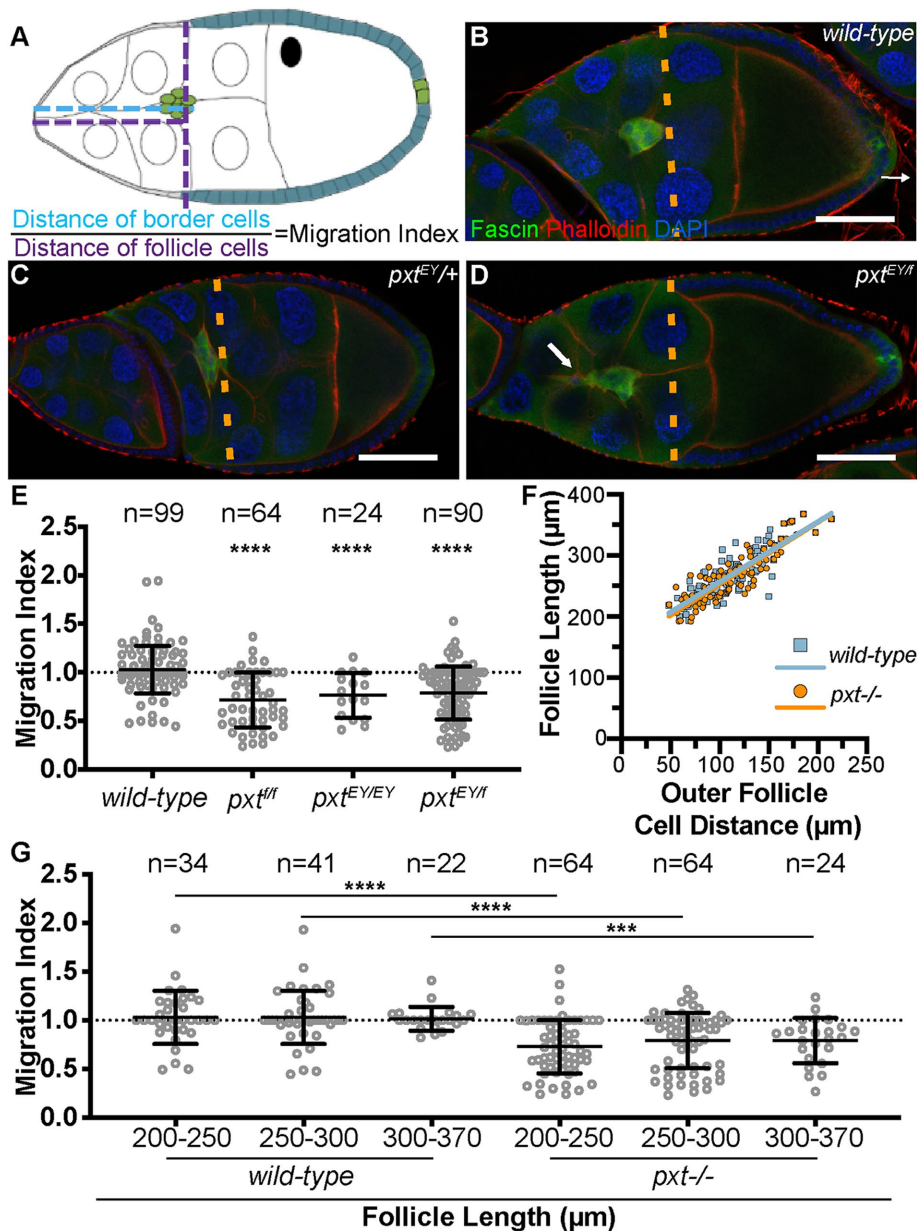 A
Distance of border cells
Distance of follicle cells
=Migration Index
B
wild-type
Fascin Phalloidin DAPI
C
pxt^EY/+
D
pxt^EY/f
E
n=99 n=64 n=24 n=90
**** **** ****
Migration Index
2.5
2.0
1.5
1.0
0.5
0.0
wild-type pxt^f/f pxt^EY/EY pxt^EY/f
F
Follicle Length (µm)
400
300
200
100
0
0 50 100 150 200 250
wild-type
pxt-/-
Outer Follicle
Cell Distance (µm)
G
n=34 n=41 n=22 n=64 n=64 n=24
****
****
***
Migration Index
2.5
2.0
1.5
1.0
0.5
0.0
200-250 250-300 300-370 200-250 250-300 300-370
wild-type pxt-/-
Follicle Length (µm)